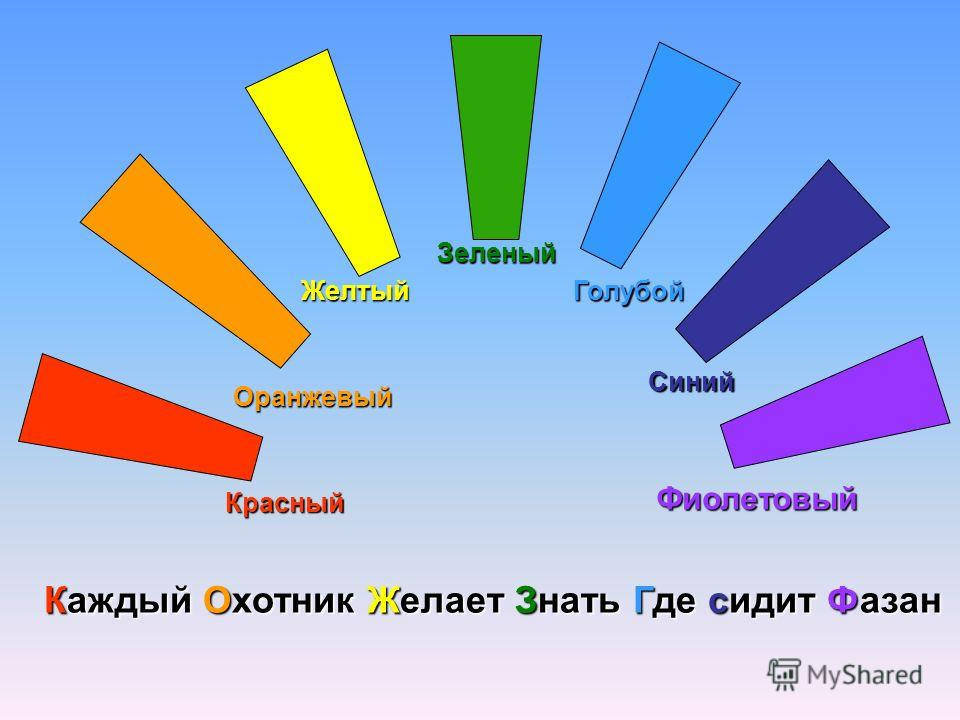 Зеленый
Желтый
Голубой
Синий
Оранжевый
Фиолетовый
Красный
Каждый Охотник Желает Знать Где сидит Фазан
MyShared